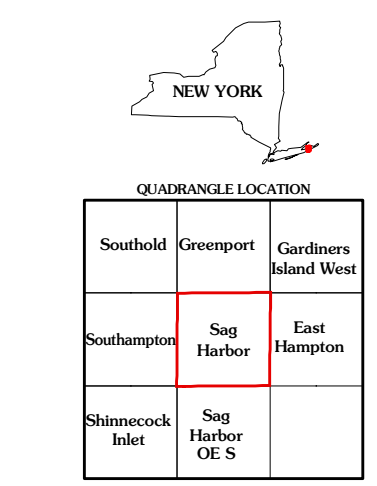 NEW YORK
QUADRANGLE LOCATION
Southold
Greenport
Gardiners
Island West
Southampton
Sag
Harbor
East
Hampton
Shinnecock
Inlet
Sag
Harbor
OE S